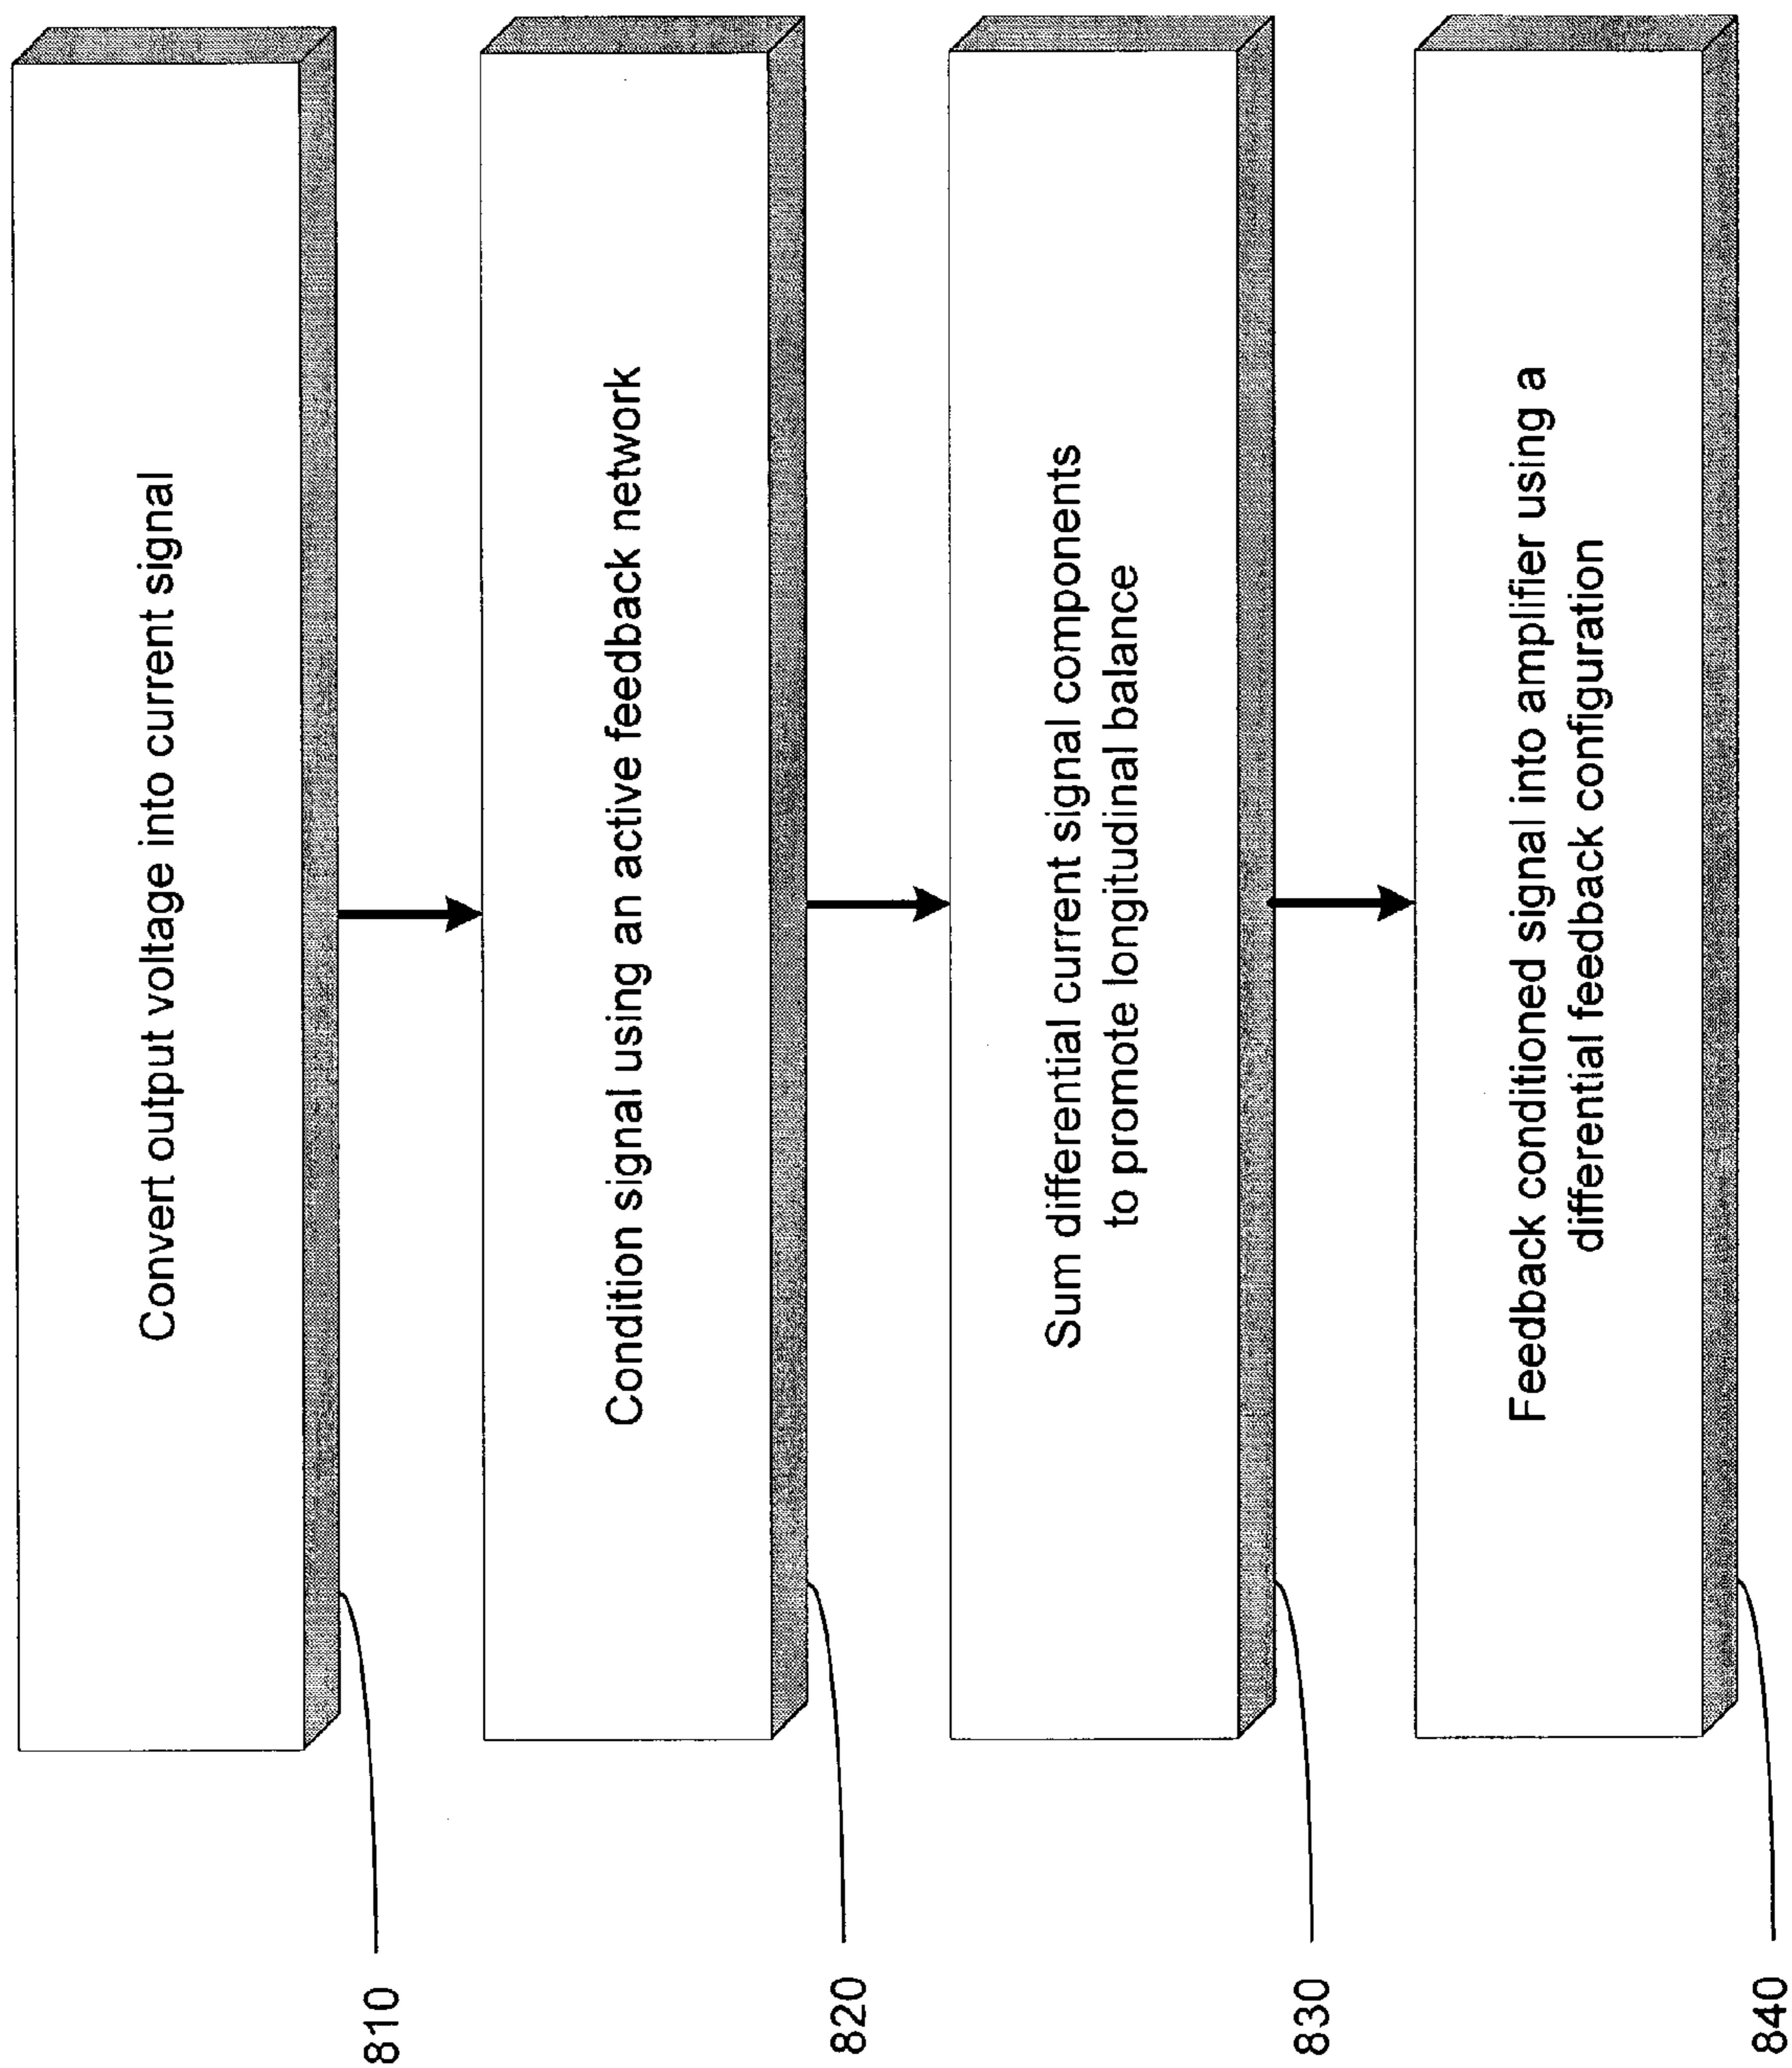 Convert output voltage into current signal
810
Condition signal using an active feedback network
820
Sum differential current signal components
to promote longitudinal balance
830
Feedback conditioned signal into amplifier using a
differential feedback configuration
840